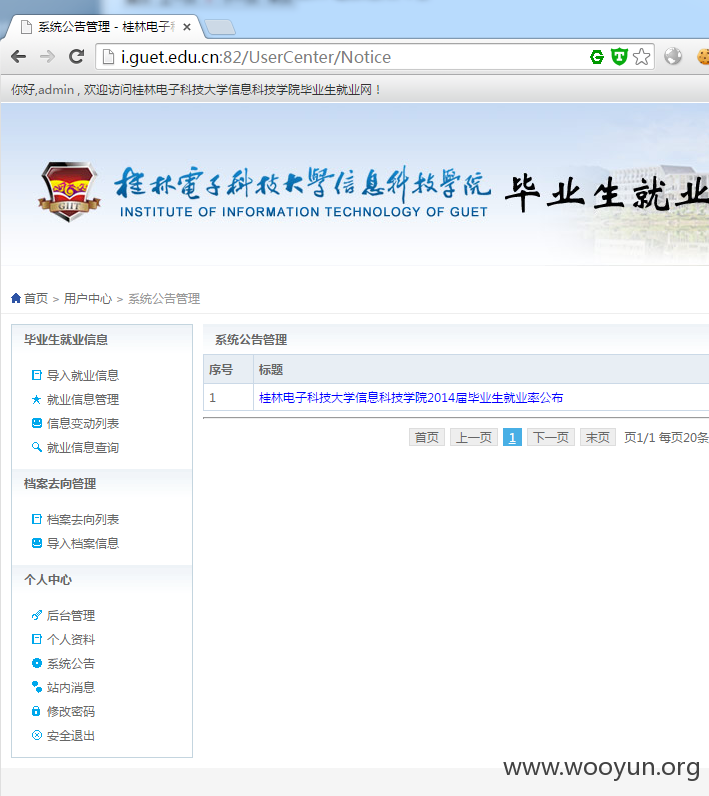 系统公告管理 - 桂林电子
i.guet.edu.cn:82/UserCenter/Notice
你好,admin , 欢迎访问桂林电子科技大学信息科技学院毕业生就业网！
桂林電子科技大學信息科技學院
INSTITUTE OF INFORMATION TECHNOLOGY OF GUET
毕业生就业
GIIT
首页 > 用户中心 > 系统公告管理
毕业生就业信息
导入就业信息
就业信息管理
信息变动列表
就业信息查询
档案去向管理
档案去向列表
导入档案信息
个人中心
后台管理
个人资料
系统公告
站内消息
修改密码
安全退出
系统公告管理
序号 标题
1 桂林电子科技大学信息科技学院2014届毕业生就业率公布
首页 上一页 1 下一页 末页 页1/1 每页20条
www.wooyun.org